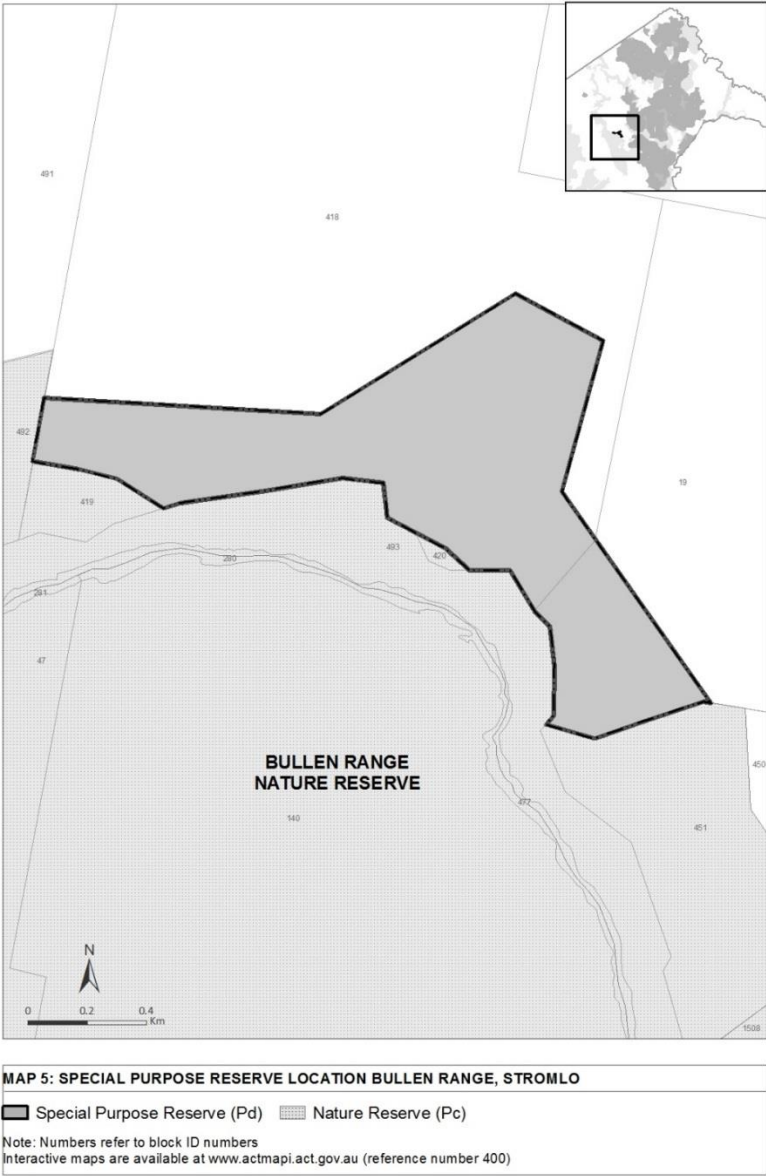 491
418
492
19
419
493
420
280
281
47
BULLEN RANGE
NATURE RESERVE
450
477
140
451
N
0 0.2 0.4
Km
1508
MAP 5: SPECIAL PURPOSE RESERVE LOCATION BULLEN RANGE, STROMLO
Special Purpose Reserve (Pd) Nature Reserve (Pc)
Note: Numbers refer to block ID numbers
Interactive maps are available at www.actmapi.act.gov.au (reference number 400)